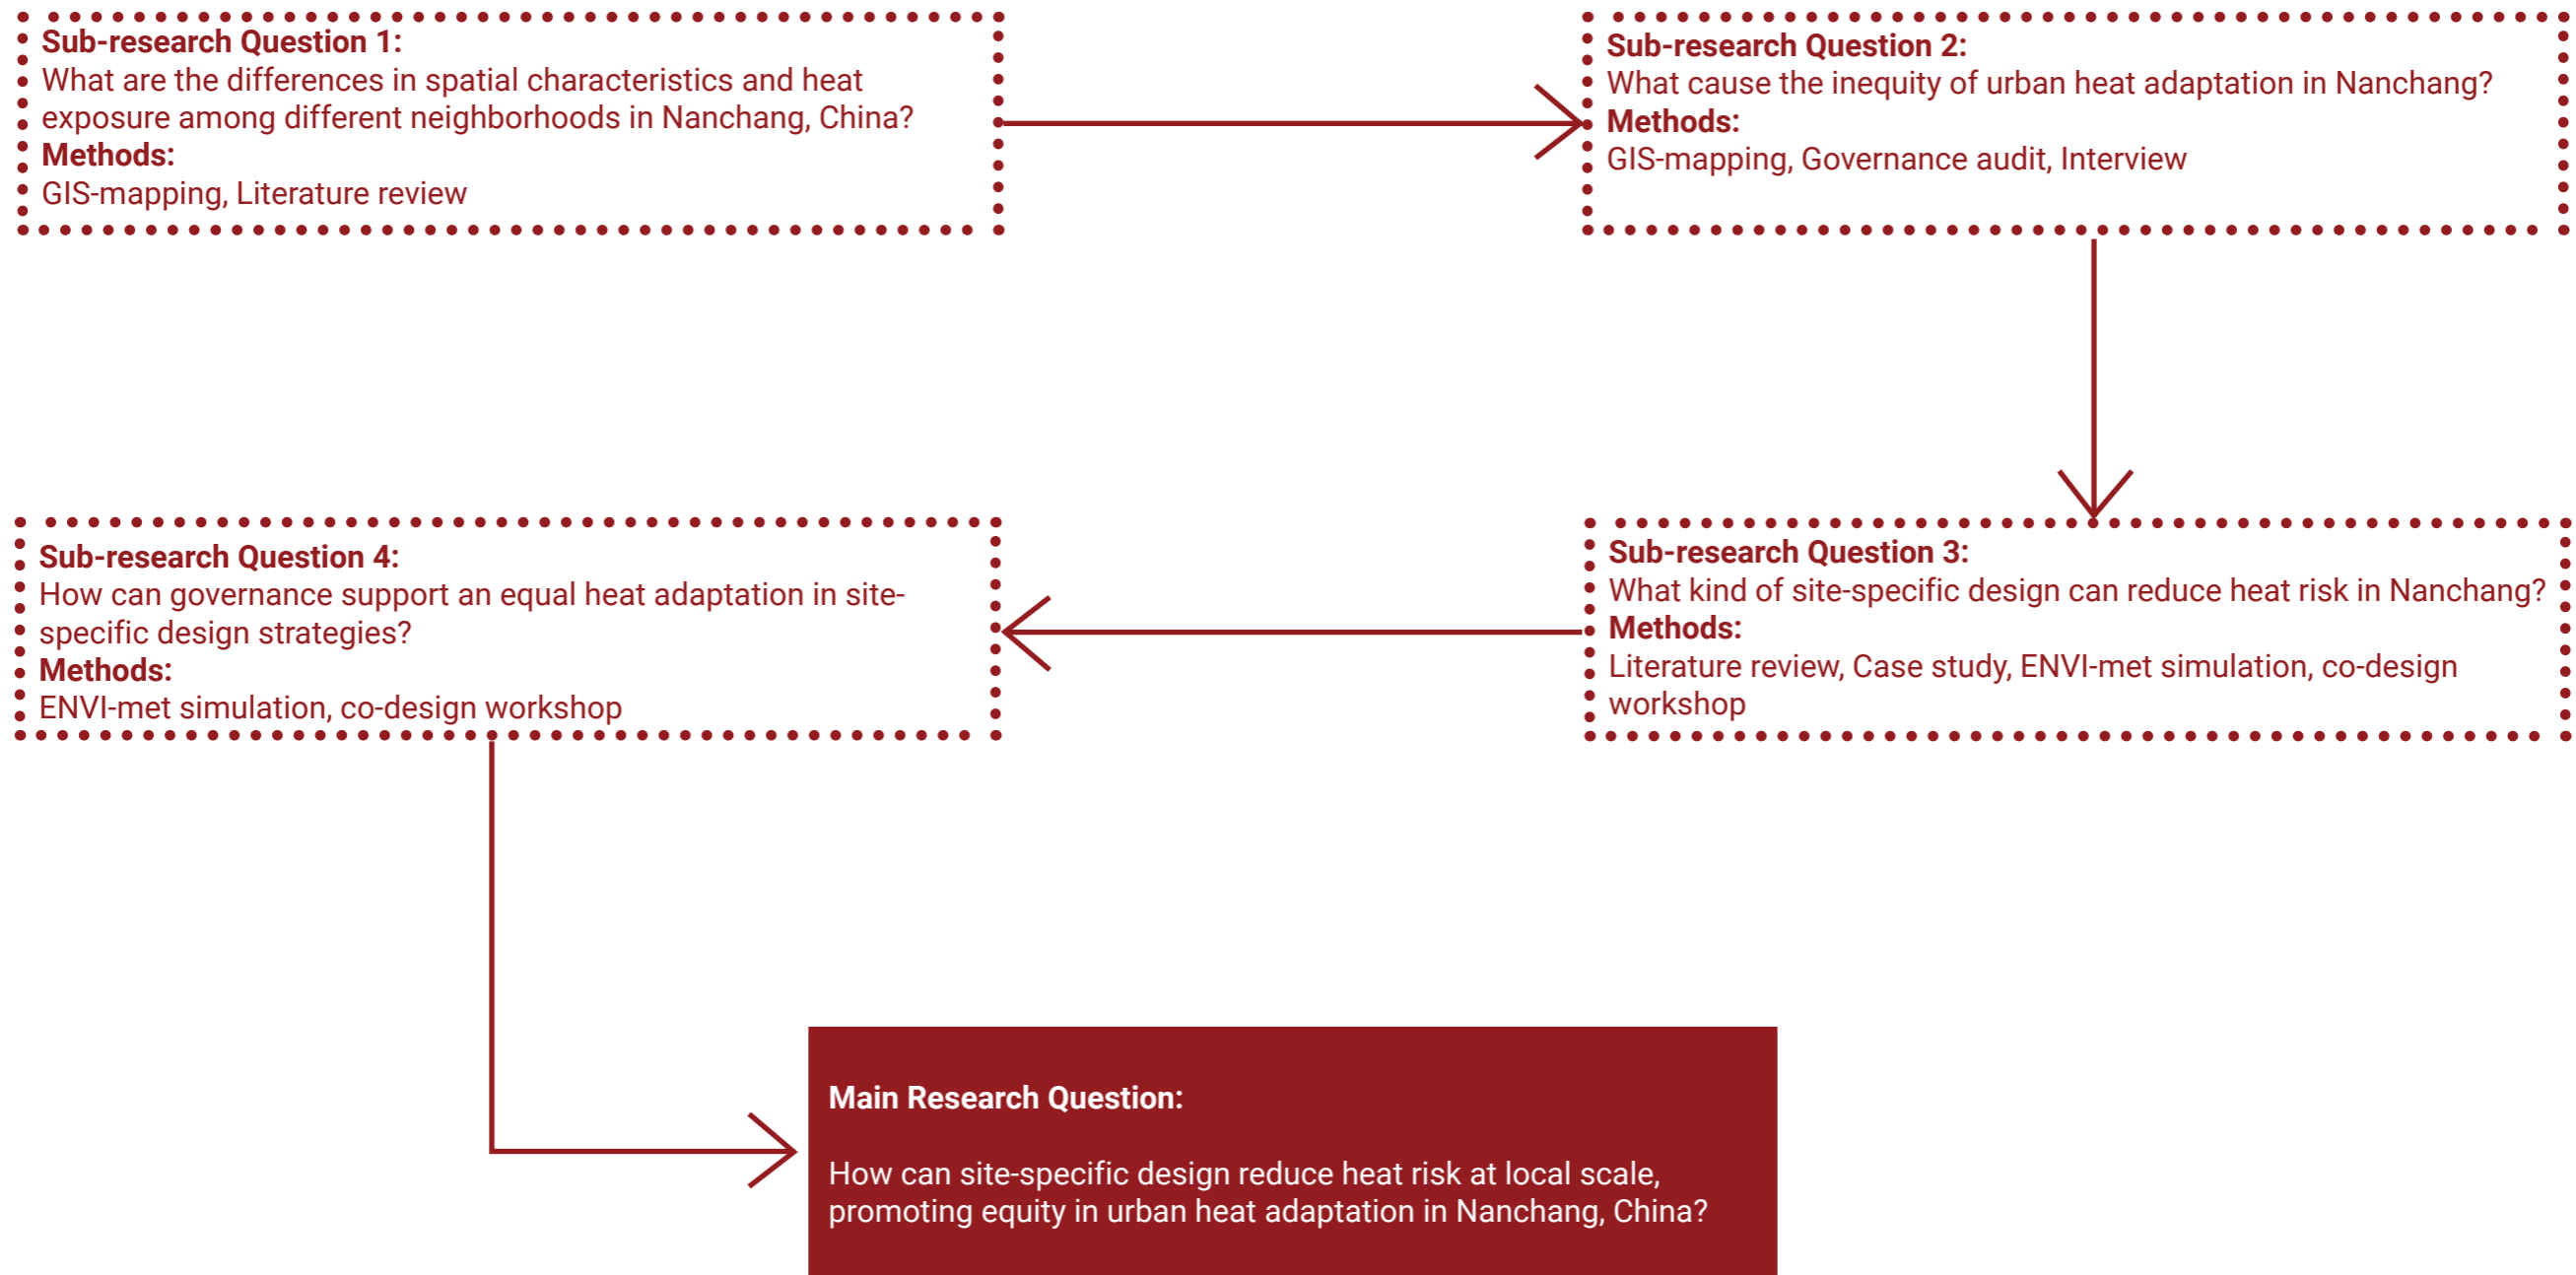 Sub-research Question 1:
What are the differences in spatial characteristics and heat
exposure among different neighborhoods in Nanchang, China?
Methods:
GIS-mapping, Literature review
Sub-research Question 2:
What cause the inequity of urban heat adaptation in Nanchang?
Methods:
GIS-mapping, Governance audit, Interview
Sub-research Question 3:
What kind of site-specific design can reduce heat risk in Nanchang?
Methods:
Literature review, Case study, ENVI-met simulation, co-design
workshop
Sub-research Question 4:
How can governance support an equal heat adaptation in site-
specific design strategies?
Methods:
ENVI-met simulation, co-design workshop
Main Research Question:
How can site-specific design reduce heat risk at local scale,
promoting equity in urban heat adaptation in Nanchang, China?